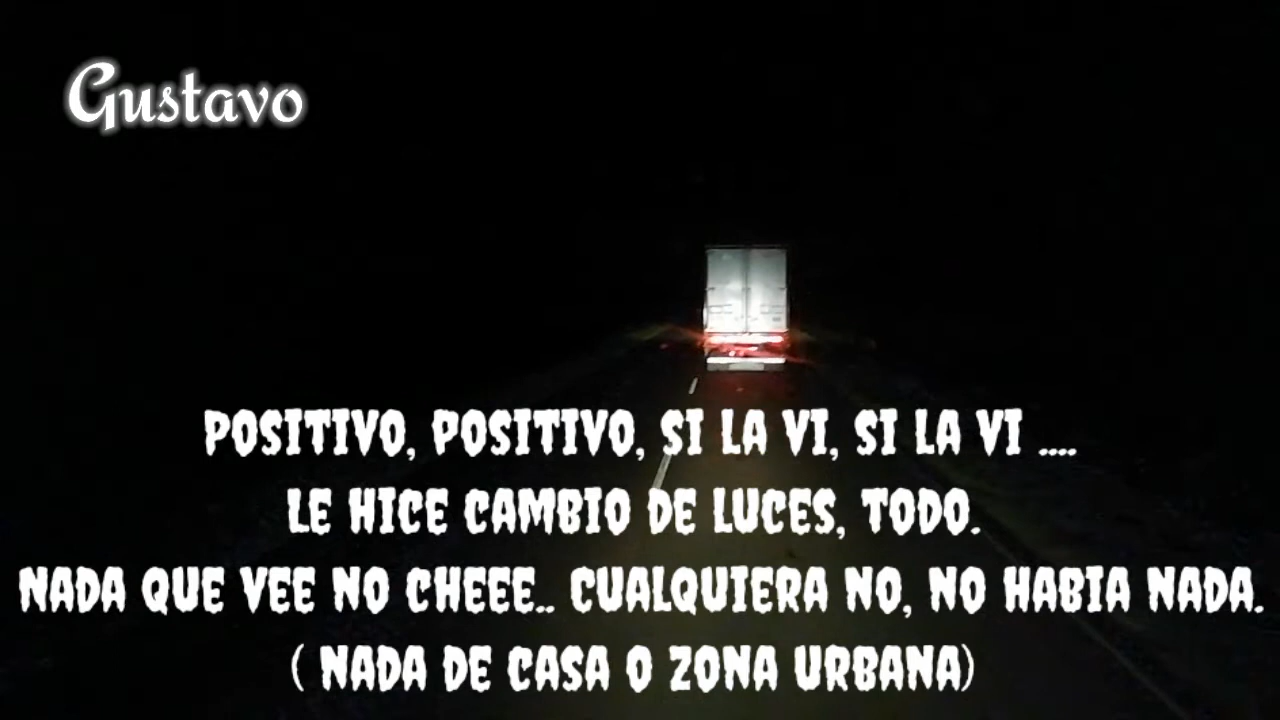 Gustavo
POSITIVO, POSITIVO, SI LA VI, SI LA VI ....
LE HICE CAMBIO DE LUCES, TODO.
NADA QUE VEE NO CHEEE.. CUALQUIERA NO, NO HABIA NADA.
( NADA DE CASA O ZONA URBANA)